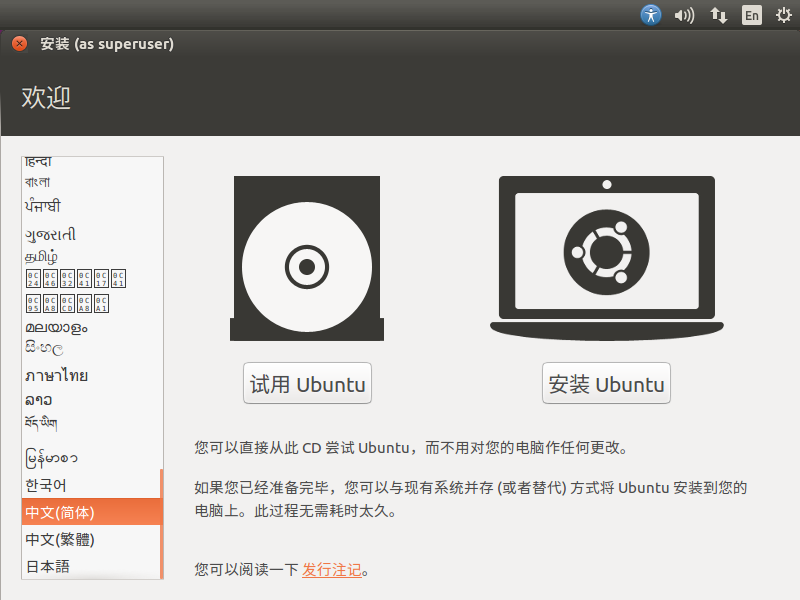 En
安装 (as superuser)
欢迎
हिन्दी
বাংলা
ਪੰਜਾਬੀ
ગુજરાતી
தமிழ்
മലയാളം
සිංහල
ภาษาไทย
ລາວ
རྫོང་ཁ
မြန်မာစာ
한국어
中文(简体)
中文(繁體)
日本語
试用 Ubuntu
安装 Ubuntu
您可以直接从此 CD 尝试 Ubuntu，而不用对您的电脑作任何更改。
如果您已经准备完毕，您可以与现有系统并存 (或者替代) 方式将 Ubuntu 安装到您的
电脑上。此过程无需耗时太久。
您可以阅读一下 发行注记。